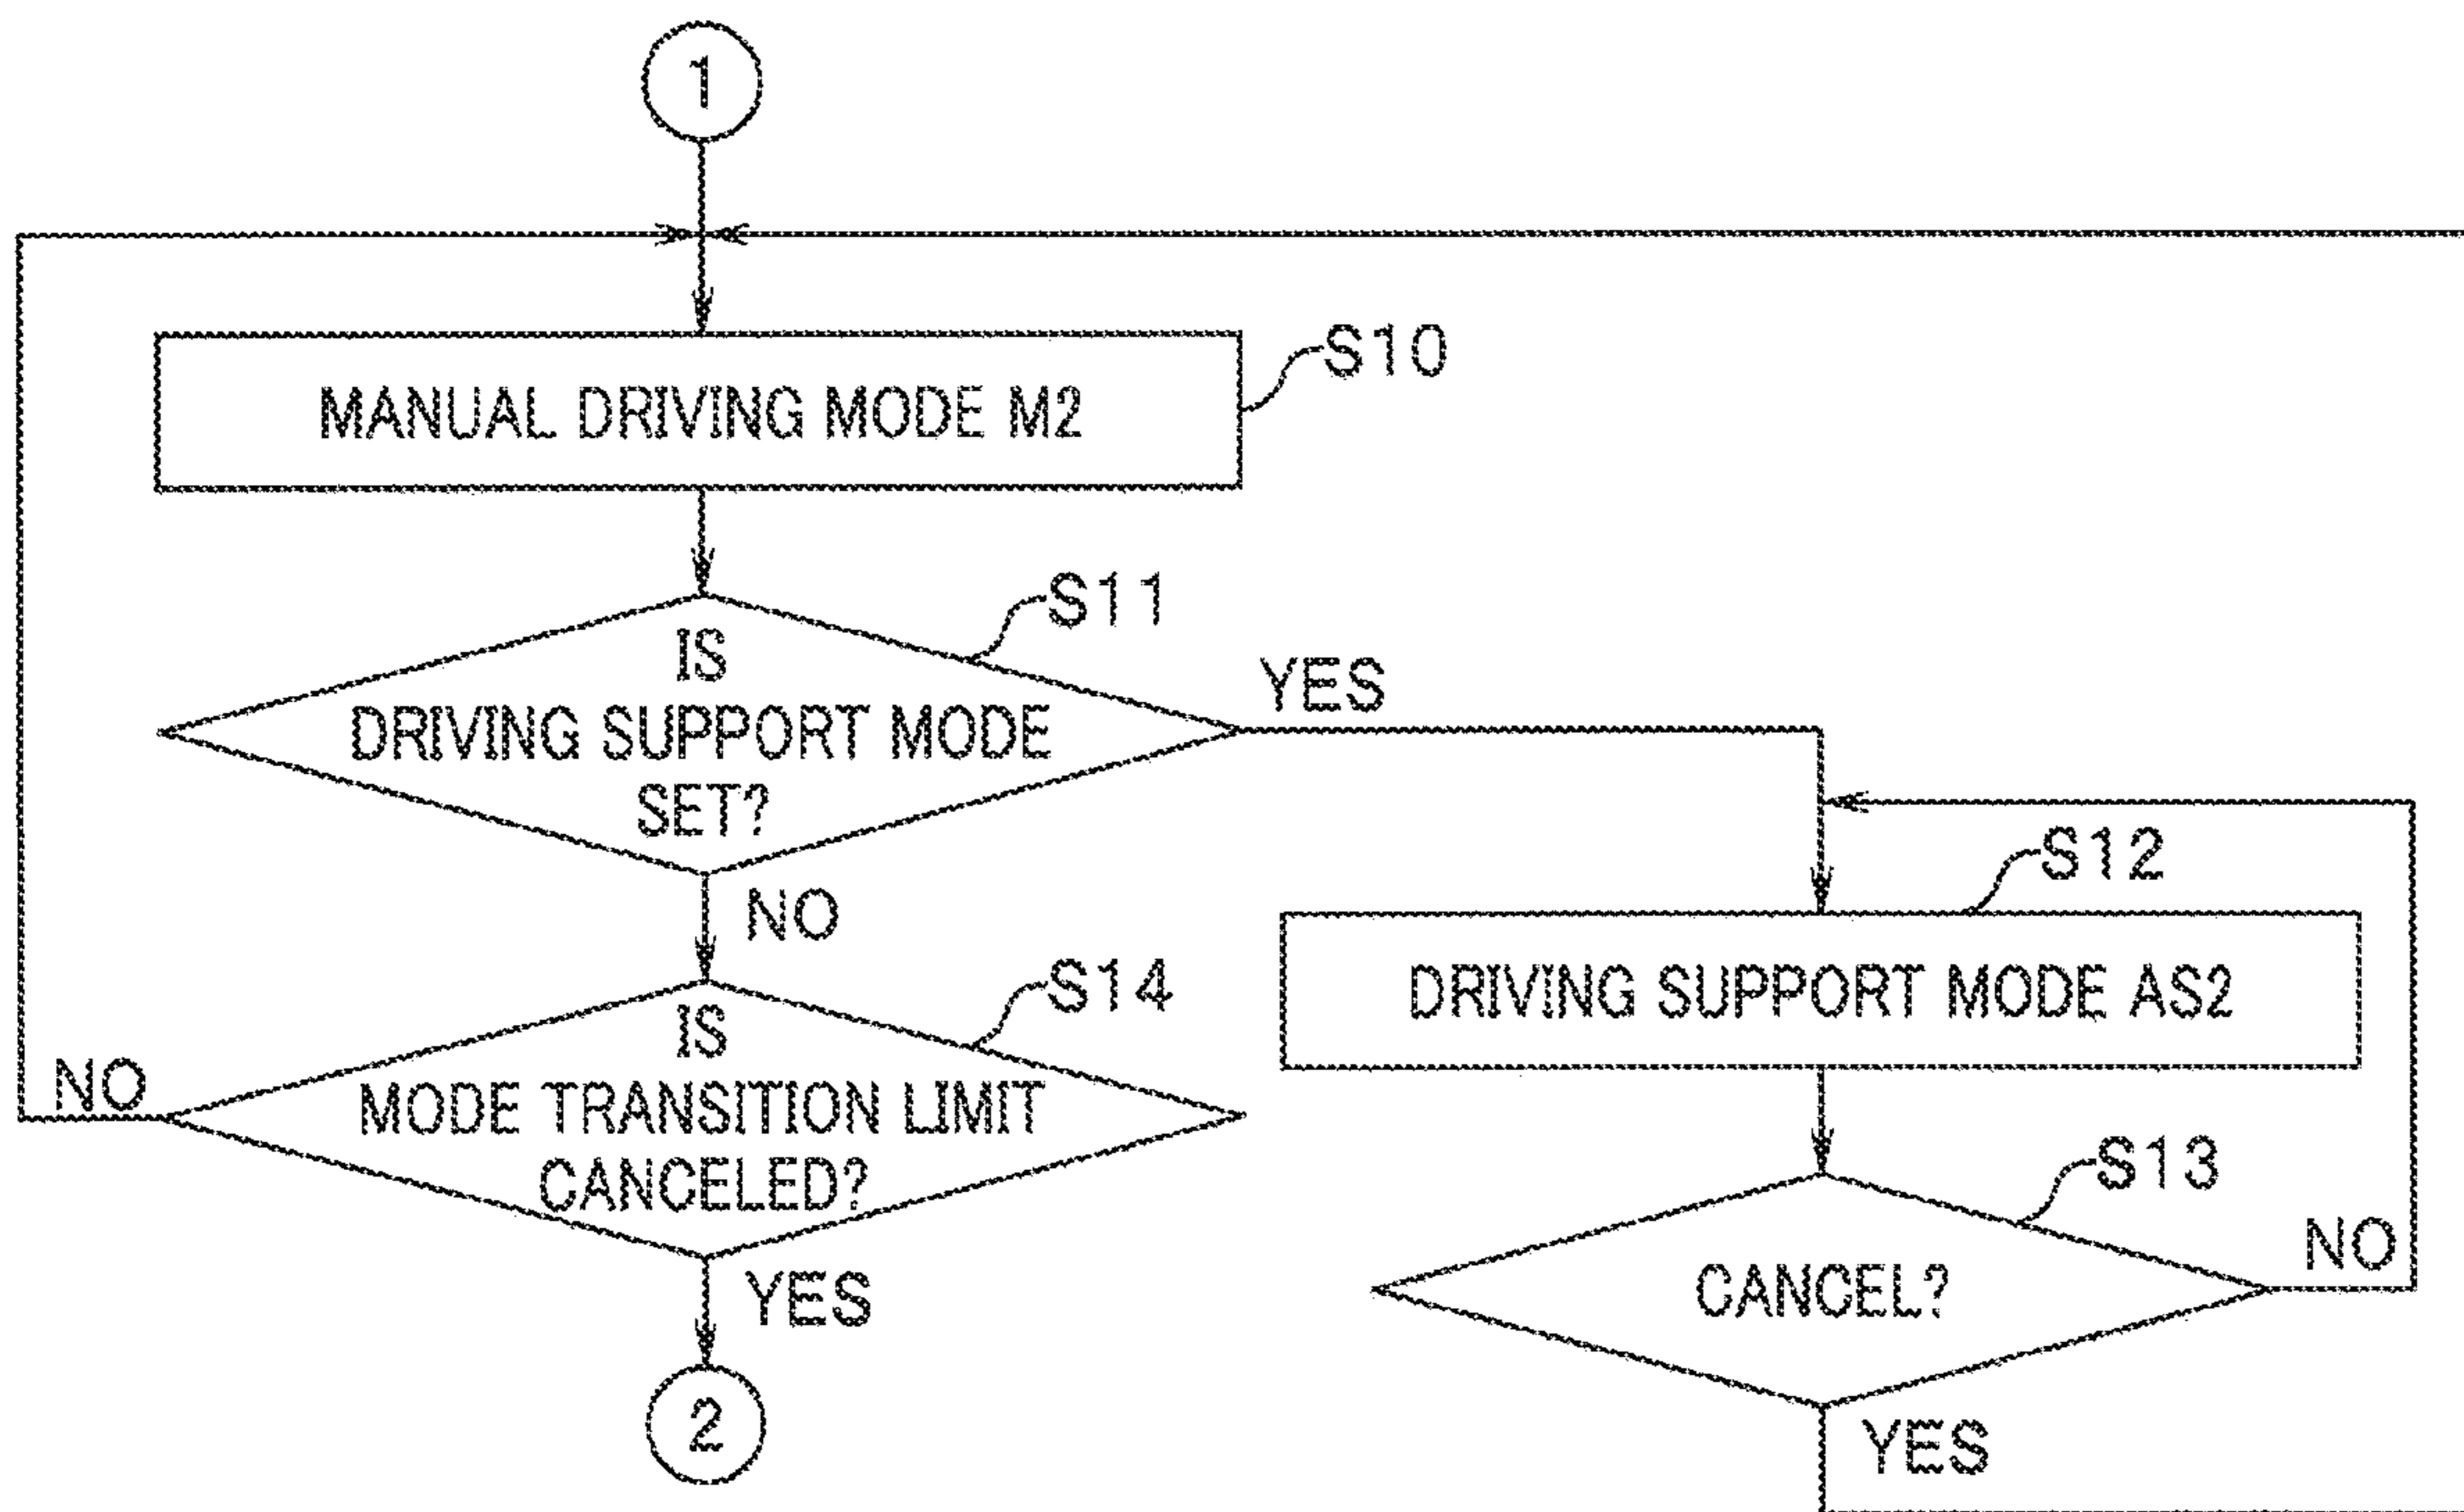 1
MANUAL DRIVING MODE M2
S10
IS
DRIVING SUPPORT MODE
SET?
S11
YES
NO
DRIVING SUPPORT MODE AS2
S12
IS
MODE TRANSITION LIMIT
CANCELED?
S14
NO
YES
CANCEL?
S13
NO
YES
2